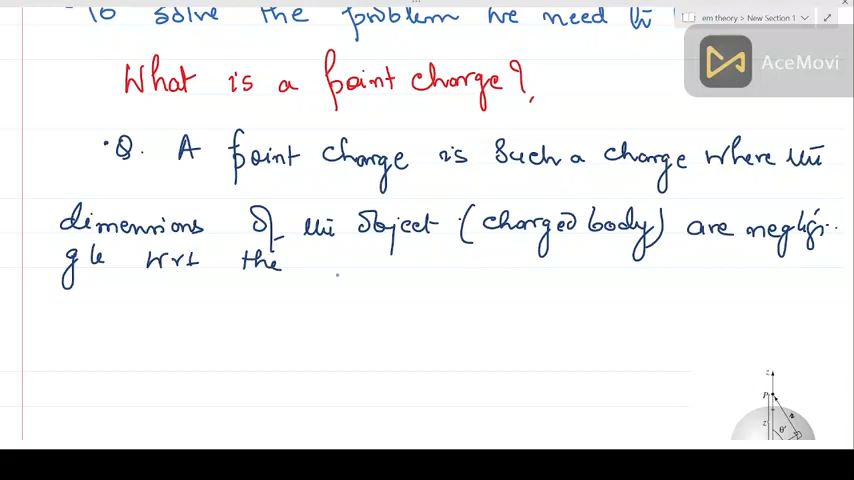 To solve the problem we need to
em theory > New Section 1
AceMovi
What is a point charge?
Q. A point charge is such a charge where the
dimensions of the object (charged body) are negligi-
gle wrt the
z
P
z
θ'